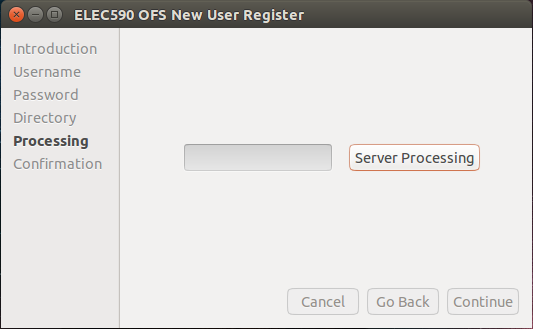 ELEC590 OFS New User Register
Introduction
Username
Password
Directory
Processing
Confirmation
Server Processing
Cancel
Go Back
Continue